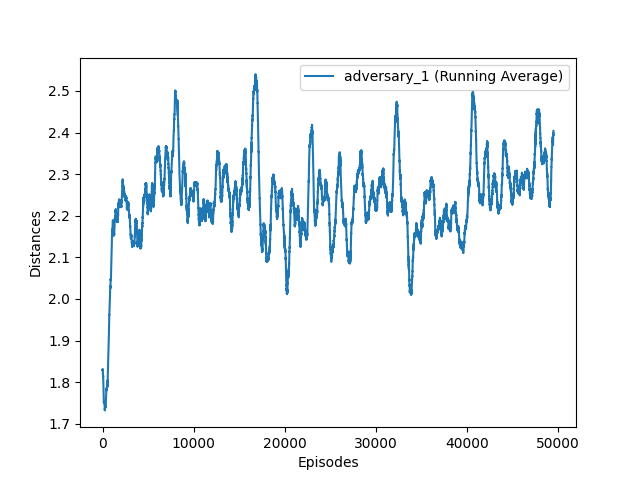 adversary_1 (Running Average)
2.5
2.4
2.3
2.2
2.1
2.0
1.9
1.8
1.7
Distances
0 10000 20000 30000 40000 50000
Episodes